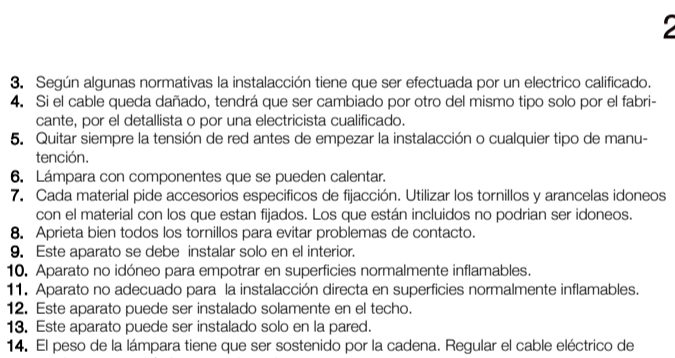 2
3. Según algunas normativas la instalacción tiene que ser efectuada por un electrico calificado.
4. Si el cable queda dañado, tendrá que ser cambiado por otro del mismo tipo solo por el fabri-
cante, por el detallista o por una electricista cualificado.
5. Quitar siempre la tensión de red antes de empezar la instalacción o cualquier tipo de manu-
tención.
6. Lámpara con componentes que se pueden calentar.
7. Cada material pide accesorios especificos de fijacción. Utilizar los tornillos y arancelas idoneos
con el material con los que estan fijados. Los que están incluidos no podrian ser idoneos.
8. Aprieta bien todos los tornillos para evitar problemas de contacto.
9. Este aparato se debe instalar solo en el interior.
10. Aparato no idóneo para empotrar en superficies normalmente inflamables.
11. Aparato no adecuado para la instalacción directa en superficies normalmente inflamables.
12. Este aparato puede ser instalado solamente en el techo.
13. Este aparato puede ser instalado solo en la pared.
14. El peso de la lámpara tiene que ser sostenido por la cadena. Regular el cable eléctrico de